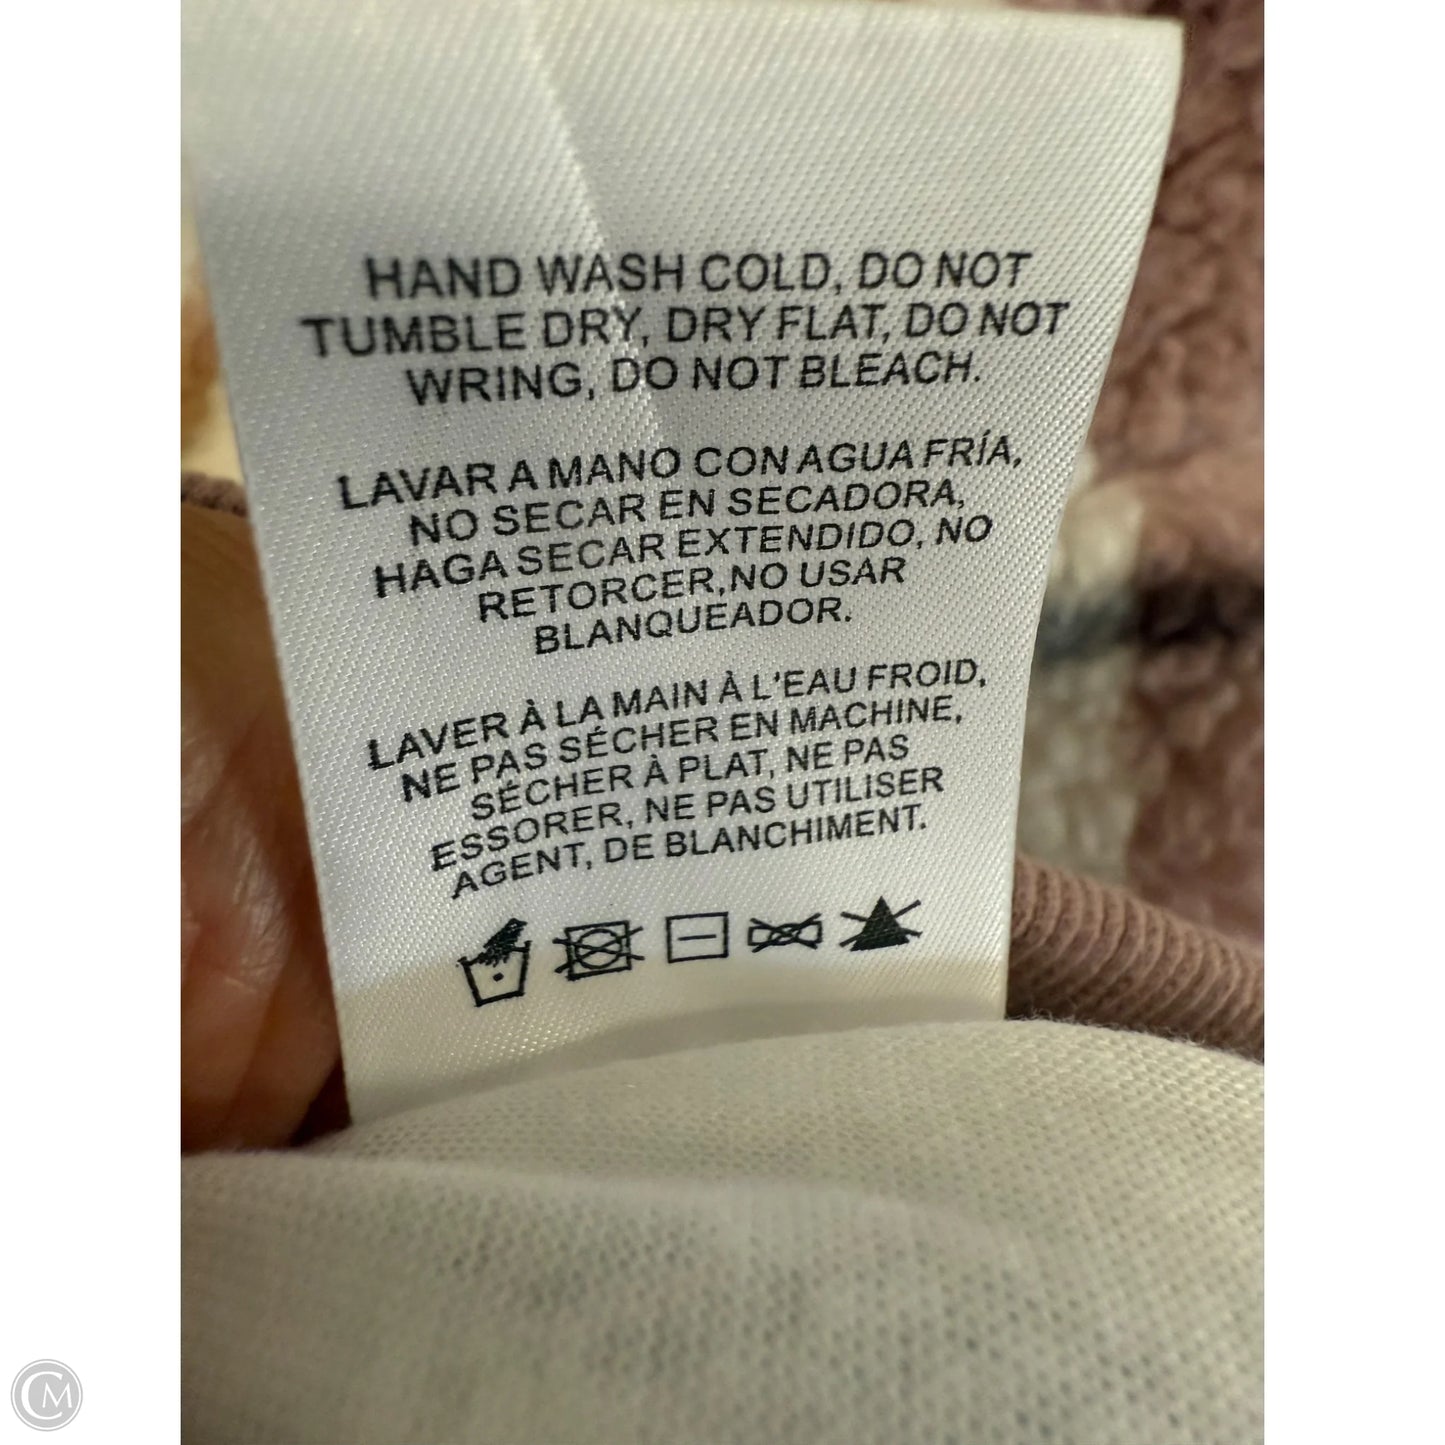 HAND WASH COLD, DO NOT
TUMBLE DRY, DRY FLAT, DO NOT
WRING, DO NOT BLEACH.
LAVAR A MANO CON AGUA FRÍA,
NO SECAR EN SECADORA,
HAGA SECAR EXTENDIDO, NO
RETORCER,NO USAR
BLANQUEADOR.
LAVER À LA MAIN À L'EAU FROID,
NE PAS SÉCHER EN MACHINE,
SÉCHER À PLAT, NE PAS
ESSORER, NE PAS UTILISER
AGENT, DE BLANCHIMENT.
CM